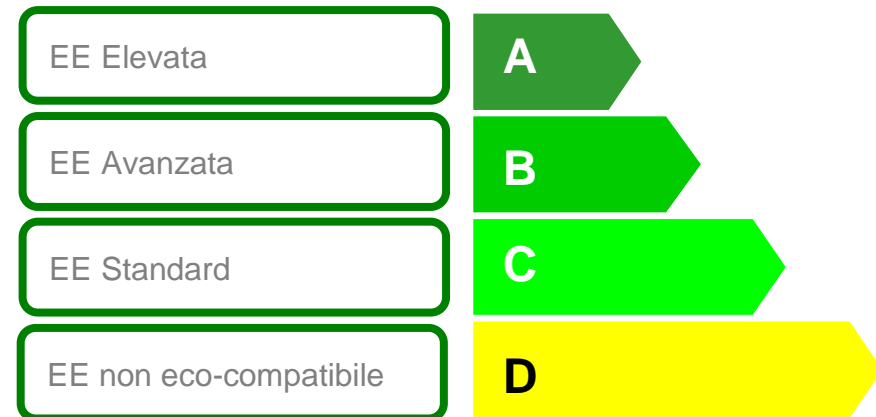 EE Elevata
A
EE Avanzata
B
EE Standard
C
EE non eco-compatibile
D